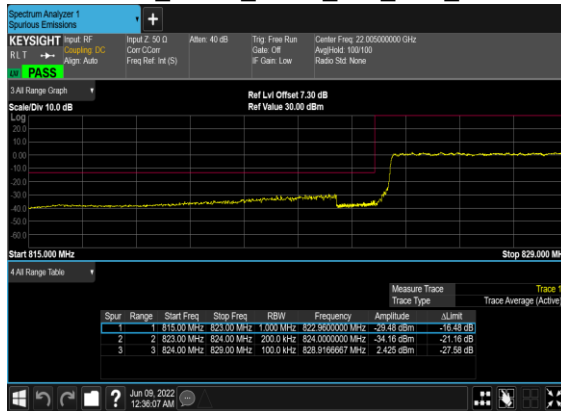 Spectrum Analyzer 1
Spurious Emissions
+
KEYSIGHT
Input: RF
Coupling: DC
Align: Auto
Input Z: 50 Ω
Corr CCorr
Freq Ref: Int (S)
Atten: 40 dB
Trig: Free Run
Gate: Off
IF Gain: Low
Center Freq: 22.005000000 GHz
Avg|Hold: 100/100
Radio Std: None
RLT
PASS
3 All Range Graph
Ref Lvl Offset 7.30 dB
Scale/Div 10.0 dB
Ref Value 30.00 dBm
Log
20.0
10.0
0.00
-10.0
-20.0
-30.0
-40.0
-50.0
-60.0
Start 815.000 MHz
Stop 829.000 MH
4 All Range Table
Measure Trace Trace 1
Trace Type Trace Average (Active)
Spur Range Start Freq Stop Freq RBW Frequency Amplitude ΔLimit
1 1 815.00 MHz 823.00 MHz 1.000 MHz 822.9600000 MHz -29.48 dBm -16.48 dB
2 2 823.00 MHz 824.00 MHz 200.0 kHz 824.0000000 MHz -34.16 dBm -21.16 dB
3 3 824.00 MHz 829.00 MHz 100.0 kHz 828.9166667 MHz 2.425 dBm -27.58 dB
?
Jun 09, 2022
12:36:07 AM